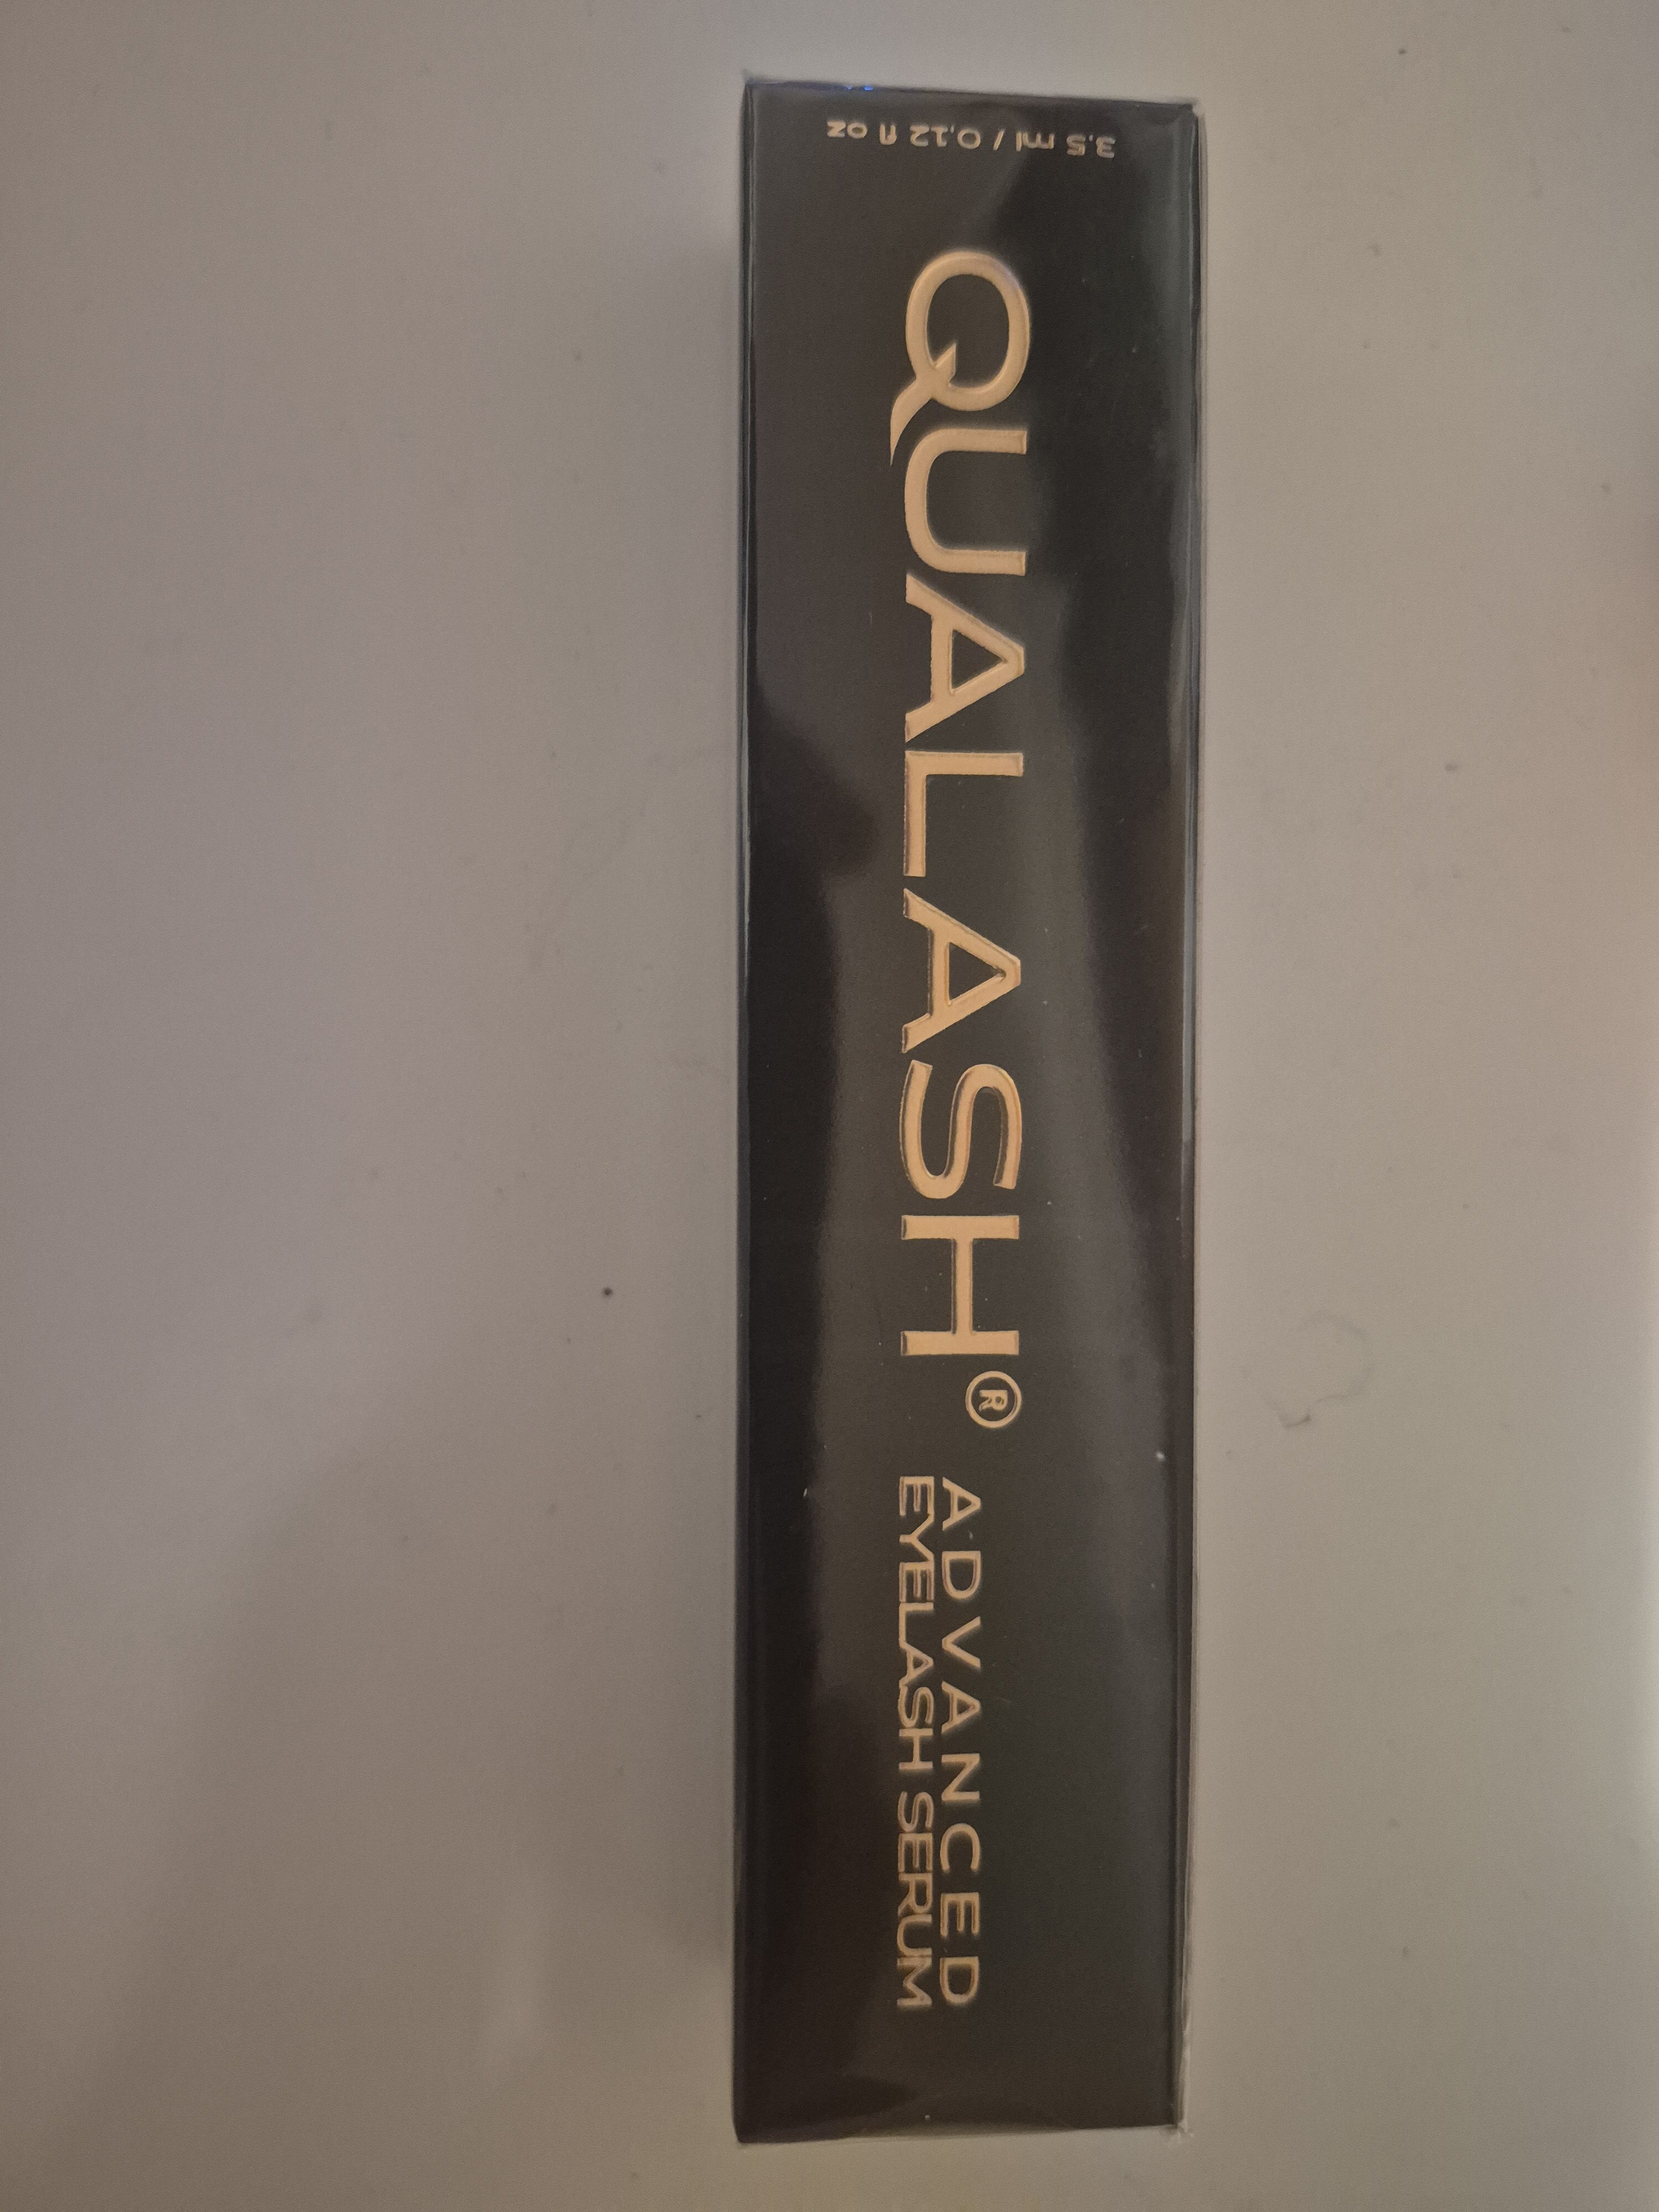 QUALASH®
ADVANCED
EYELASH SERUM
3,5 ml / 0,12 fl oz